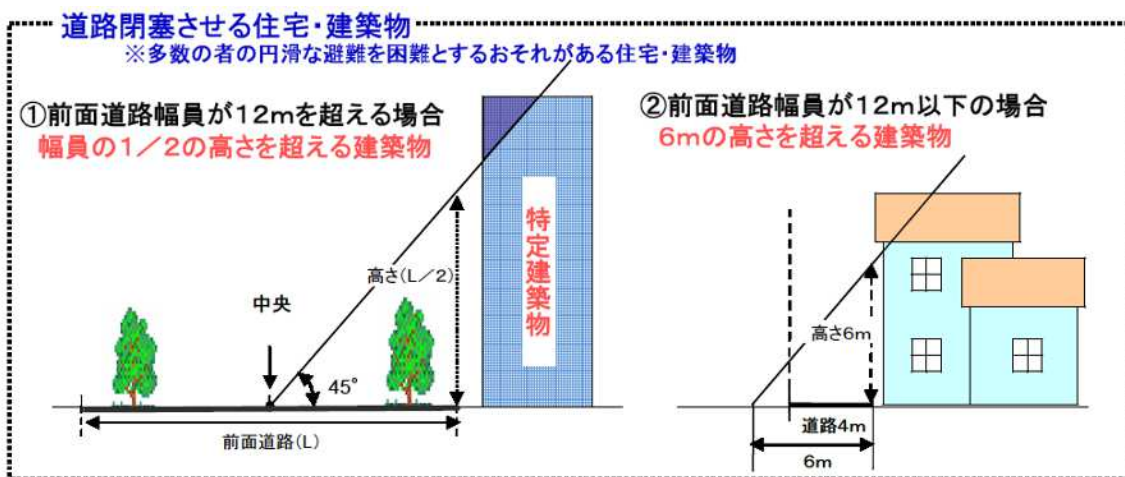 道路閉塞させる住宅・建築物
※多数の者の円滑な避難を困難とするおそれがある住宅・建築物
①前面道路幅員が12mを超える場合
幅員の1/2の高さを超える建築物
特定建築物
高さ(L/2)
中央
45°
前面道路(L)
②前面道路幅員が12m以下の場合
6mの高さを超える建築物
高さ6m
道路4m
6m